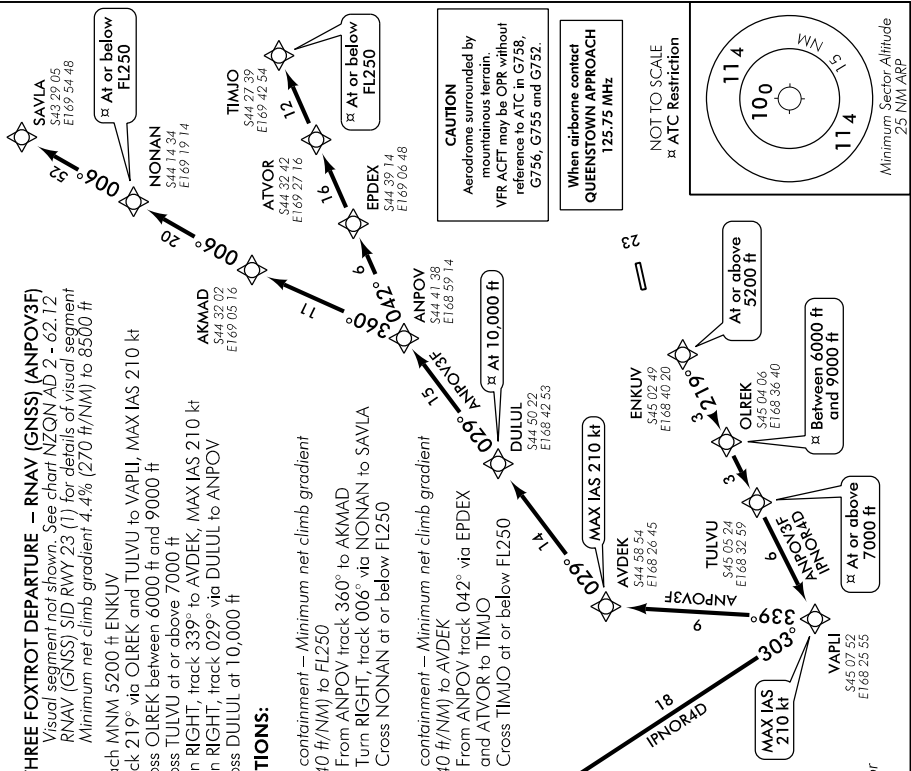 THREE FOXTROT DEPARTURE – RNAV (GNSS) (ANPOV3F)
Visual segment not shown. See chart NZQN AD 2 - 62.12
RNAV (GNSS) SID RWY 23 (1) for details of visual segment
Minimum net climb gradient 4.4% (270 ft/NM) to 8500 ft
ach MNM 5200 ft ENKUV
ck 219° via OLREK and TULVU to VAPLI, MAX IAS 210 kt
oss OLREK between 6000 ft and 9000 ft
oss TULVU at or above 7000 ft
n RIGHT, track 339° to AVDEK, MAX IAS 210 kt
n RIGHT, track 029° via DULUL to ANPOV
oss DULUL at 10,000 ft
TIONS:
containment – Minimum net climb gradient
40 ft/NM) to FL250
From ANPOV track 360° to AKMAD
Turn RIGHT, track 006° via NONAN to SAVLA
Cross NONAN at or below FL250
containment – Minimum net climb gradient
40 ft/NM) to AVDEK
From ANPOV track 042° via EPDEX
and ATVOR to TIMJO
Cross TIMJO at or below FL250
SAVLA
S43 29 05
E169 54 48
52
006°
¤ At or below
FL250
NONAN
S44 14 34
E169 19 14
20
006°
AKMAD
S44 32 02
E169 05 16
11
360°
TIMJO
S44 27 39
E169 42 54
¤ At or below
FL250
12
ATVOR
S44 32 42
E169 27 16
16
EPDEX
S44 39 14
E169 06 48
9
042°
ANPOV
S44 41 38
E168 59 14
15
ANPOV3F
029°
¤ At 10,000 ft
DULUL
S44 50 22
E168 42 53
14
029°
MAX IAS 210 kt
AVDEK
S44 58 54
E168 26 45
9
ANPOV3F
339°
303°
VAPLI
S45 07 52
E168 25 55
MAX IAS
210 kt
18
IPNOR4D
6
ANPOV3F
IPNOR4D
TULVU
S45 05 24
E168 32 59
¤ At or above
7000 ft
3
OLREK
S45 04 06
E168 36 40
¤ Between 6000 ft
and 9000 ft
3
219°
ENKUV
S45 02 49
E168 40 20
At or above
5200 ft
23
CAUTION
Aerodrome surrounded by
mountainous terrain.
VFR ACFT may be OPR without
reference to ATC in G758,
G756, G755 and G752.
When airborne contact
QUEENSTOWN APPROACH
125.75 MHz
NOT TO SCALE
¤ ATC Restriction
11 4
10 0
15 NM
11 4
Minimum Sector Altitude
25 NM ARP
or